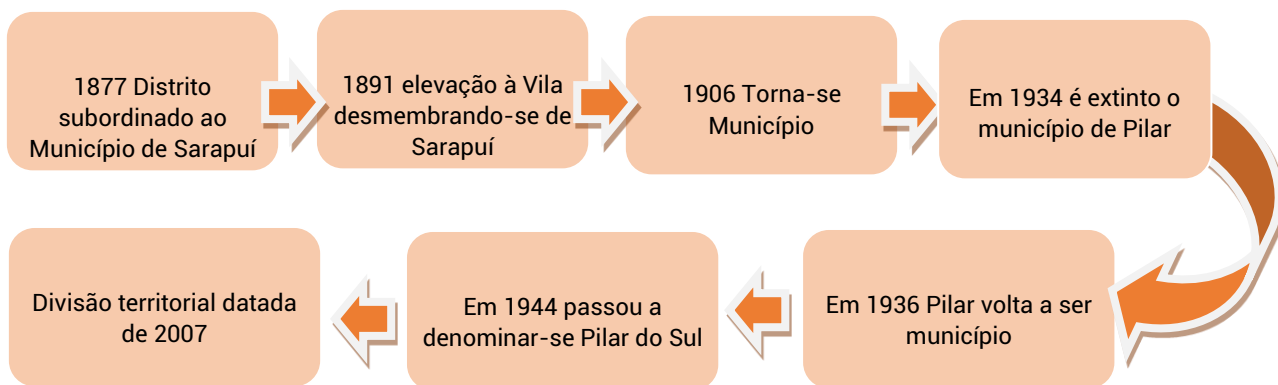 1877 Distrito
subordinado ao
Município de Sarapuí
1891 elevação à Vila
desmembrando-se de
Sarapuí
1906 Torna-se
Município
Em 1934 é extinto o
município de Pilar
Em 1936 Pilar volta a ser
município
Em 1944 passou a
denominar-se Pilar do Sul
Divisão territorial datada
de 2007